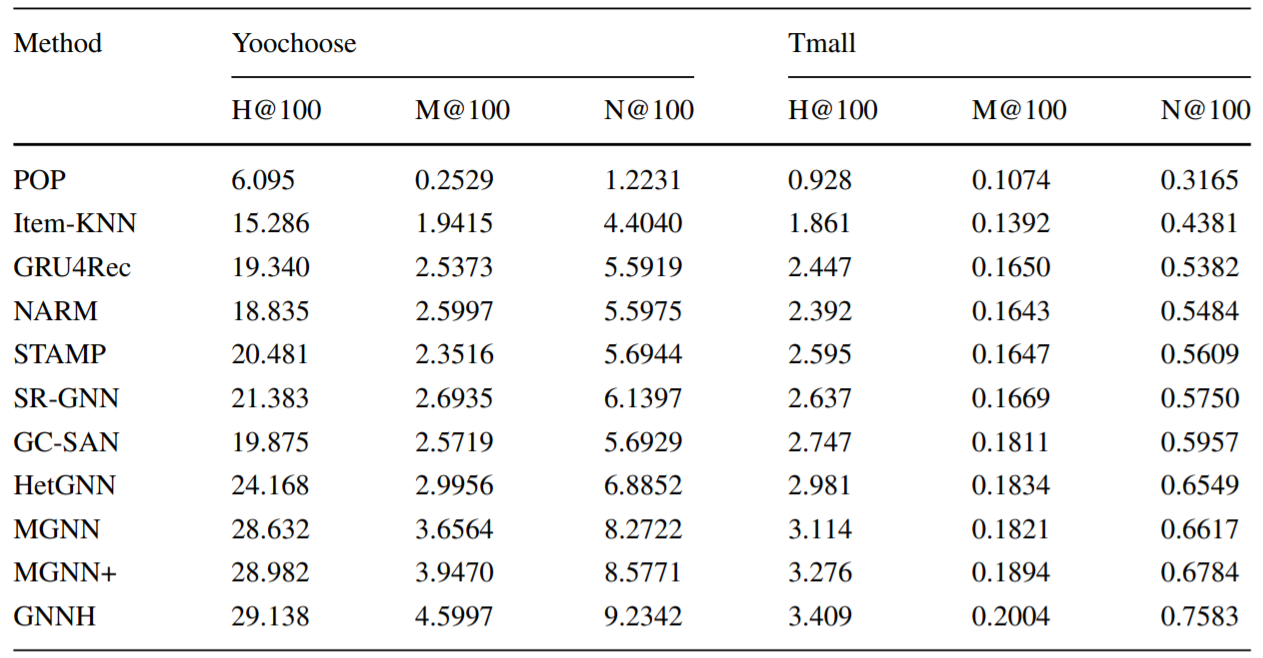 Method Yoochoose Tmall
H@100 M@100 N@100 H@100 M@100 N@100
POP 6.095 0.2529 1.2231 0.928 0.1074 0.3165
Item-KNN 15.286 1.9415 4.4040 1.861 0.1392 0.4381
GRU4Rec 19.340 2.5373 5.5919 2.447 0.1650 0.5382
NARM 18.835 2.5997 5.5975 2.392 0.1643 0.5484
STAMP 20.481 2.3516 5.6944 2.595 0.1647 0.5609
SR-GNN 21.383 2.6935 6.1397 2.637 0.1669 0.5750
GC-SAN 19.875 2.5719 5.6929 2.747 0.1811 0.5957
HetGNN 24.168 2.9956 6.8852 2.981 0.1834 0.6549
MGNN 28.632 3.6564 8.2722 3.114 0.1821 0.6617
MGNN+ 28.982 3.9470 8.5771 3.276 0.1894 0.6784
GNNH 29.138 4.5997 9.2342 3.409 0.2004 0.7583